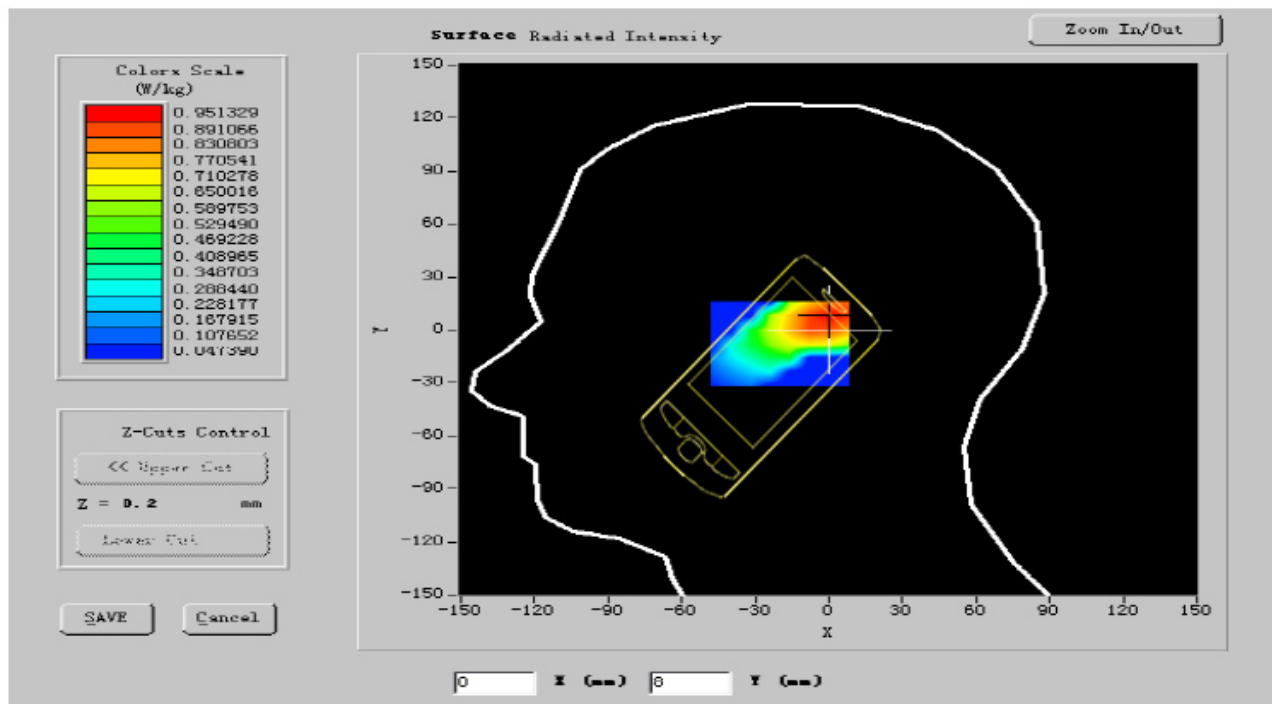 Surface Radiated Intensity
Zoom In/Out
Colorx Scale
(W/kg)
0.951329
0.891066
0.830803
0.770541
0.710278
0.650016
0.589753
0.529490
0.469228
0.408965
0.348703
0.288440
0.228177
0.167915
0.107652
0.047390
150
120
90
60
30
0
-30
-60
-90
-120
-150
Y
-150 -120 -90 -60 -30 0 30 60 90 120 150
X
Z-Cuts Control
<< Upper Cut
Z = 0.2 mm
Lower Cut
SAVE Cancel
0 X (mm) 8 Y (mm)